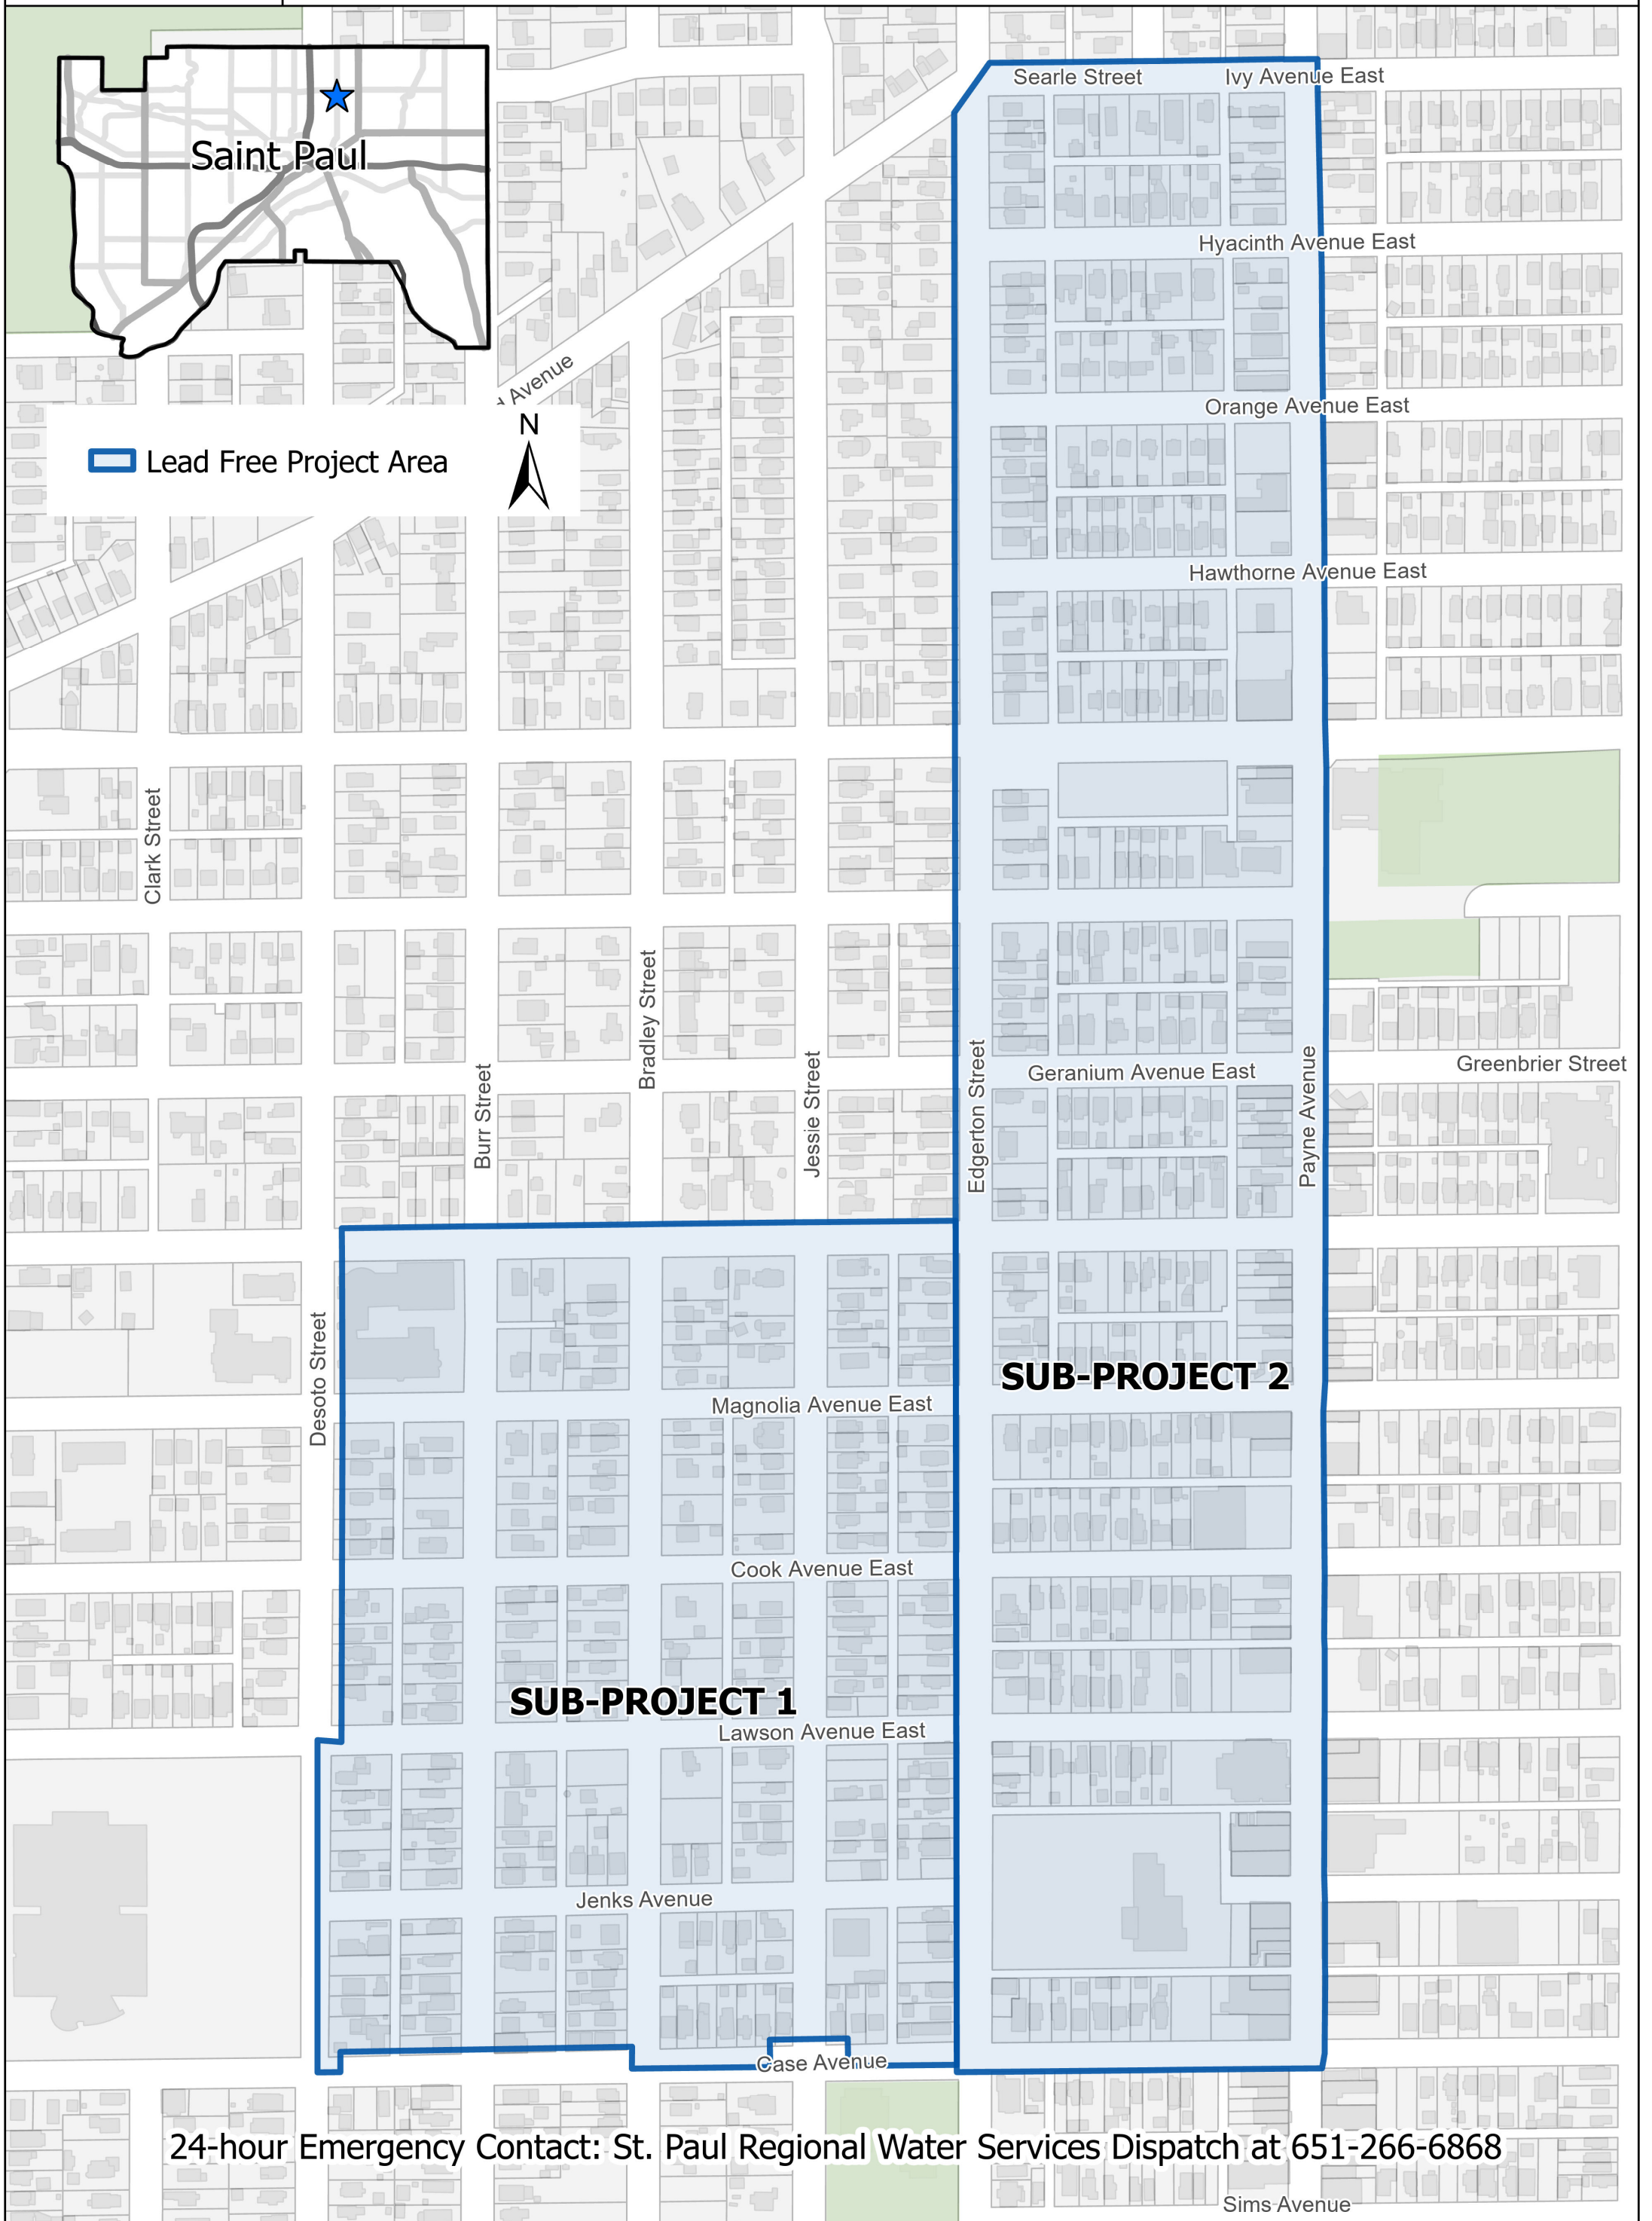 Searle Street
Ivy Avenue East
Saint Paul
Hyacinth Avenue East
Avenue
Orange Avenue East
N
Lead Free Project Area
Hawthorne Avenue East
Clark Street
Bradley Street
Burr Street
Jessie Street
Edgerton Street
Geranium Avenue East
Payne Avenue
Greenbrier Street
Desoto Street
SUB-PROJECT 2
Magnolia Avenue East
Cook Avenue East
SUB-PROJECT 1
Lawson Avenue East
Jenks Avenue
Case Avenue
24-hour Emergency Contact: St. Paul Regional Water Services Dispatch at 651-266-6868
Sims Avenue